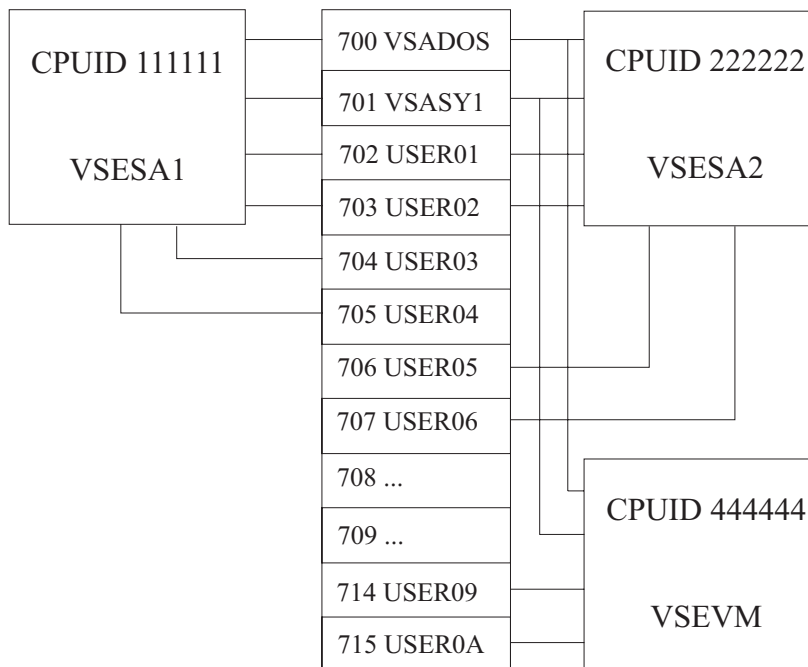 CPUID 111111
VSESA1
700 VSADOS
701 VSASY1
702 USER01
703 USER02
704 USER03
705 USER04
706 USER05
707 USER06
708 ...
709 ...
714 USER09
715 USER0A
CPUID 222222
VSESA2
CPUID 444444
VSEVM